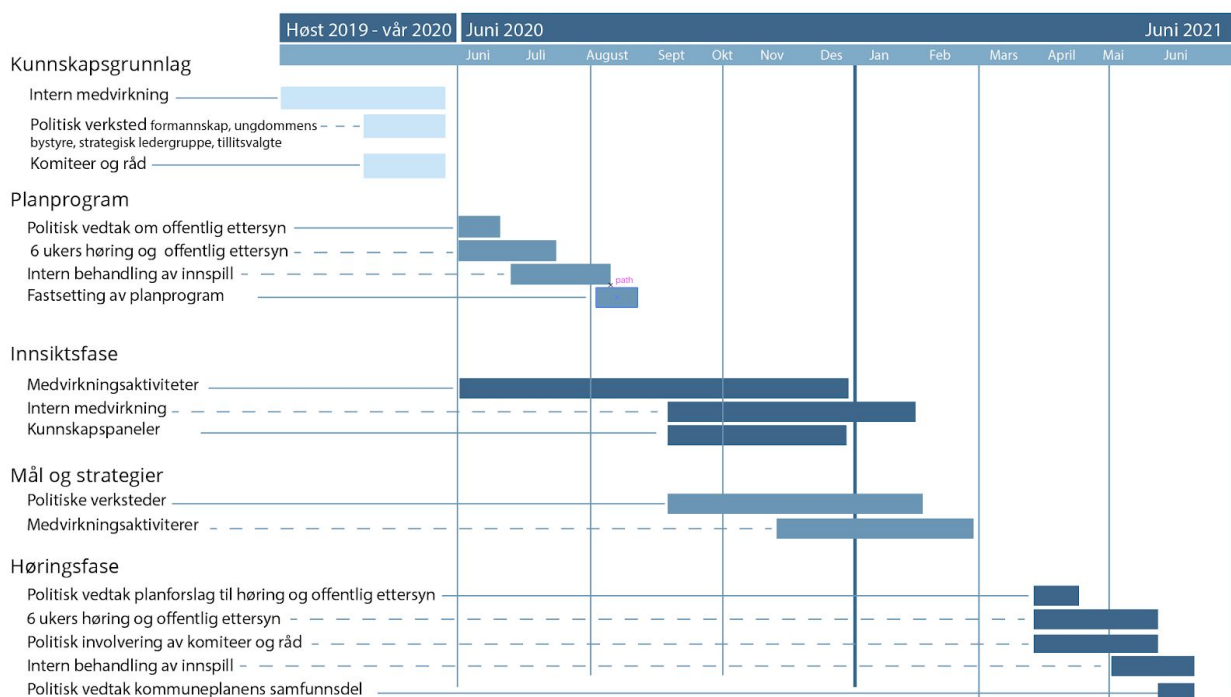 Høst 2019 - vår 2020
Juni 2020
Juni 2021
Juni
Juli
August
Sept
Okt
Nov
Des
Jan
Feb
Mars
April
Mai
Juni
Kunnskapsgrunnlag
Intern medvirkning
Politisk verksted formannskap, ungdommens
bystyre, strategisk ledergruppe, tillitsvalgte
Komiteer og råd
Planprogram
Politisk vedtak om offentlig ettersyn
6 ukers høring og offentlig ettersyn
Intern behandling av innspill
path
Fastsetting av planprogram
Innsiktsfase
Medvirkningsaktiviteter
Intern medvirkning
Kunnskapspaneler
Mål og strategier
Politiske verksteder
Medvirkningsaktiviterer
Høringsfase
Politisk vedtak planforslag til høring og offentlig ettersyn
6 ukers høring og offentlig ettersyn
Politisk involvering av komiteer og råd
Intern behandling av innspill
Politisk vedtak kommuneplanens samfunnsdel